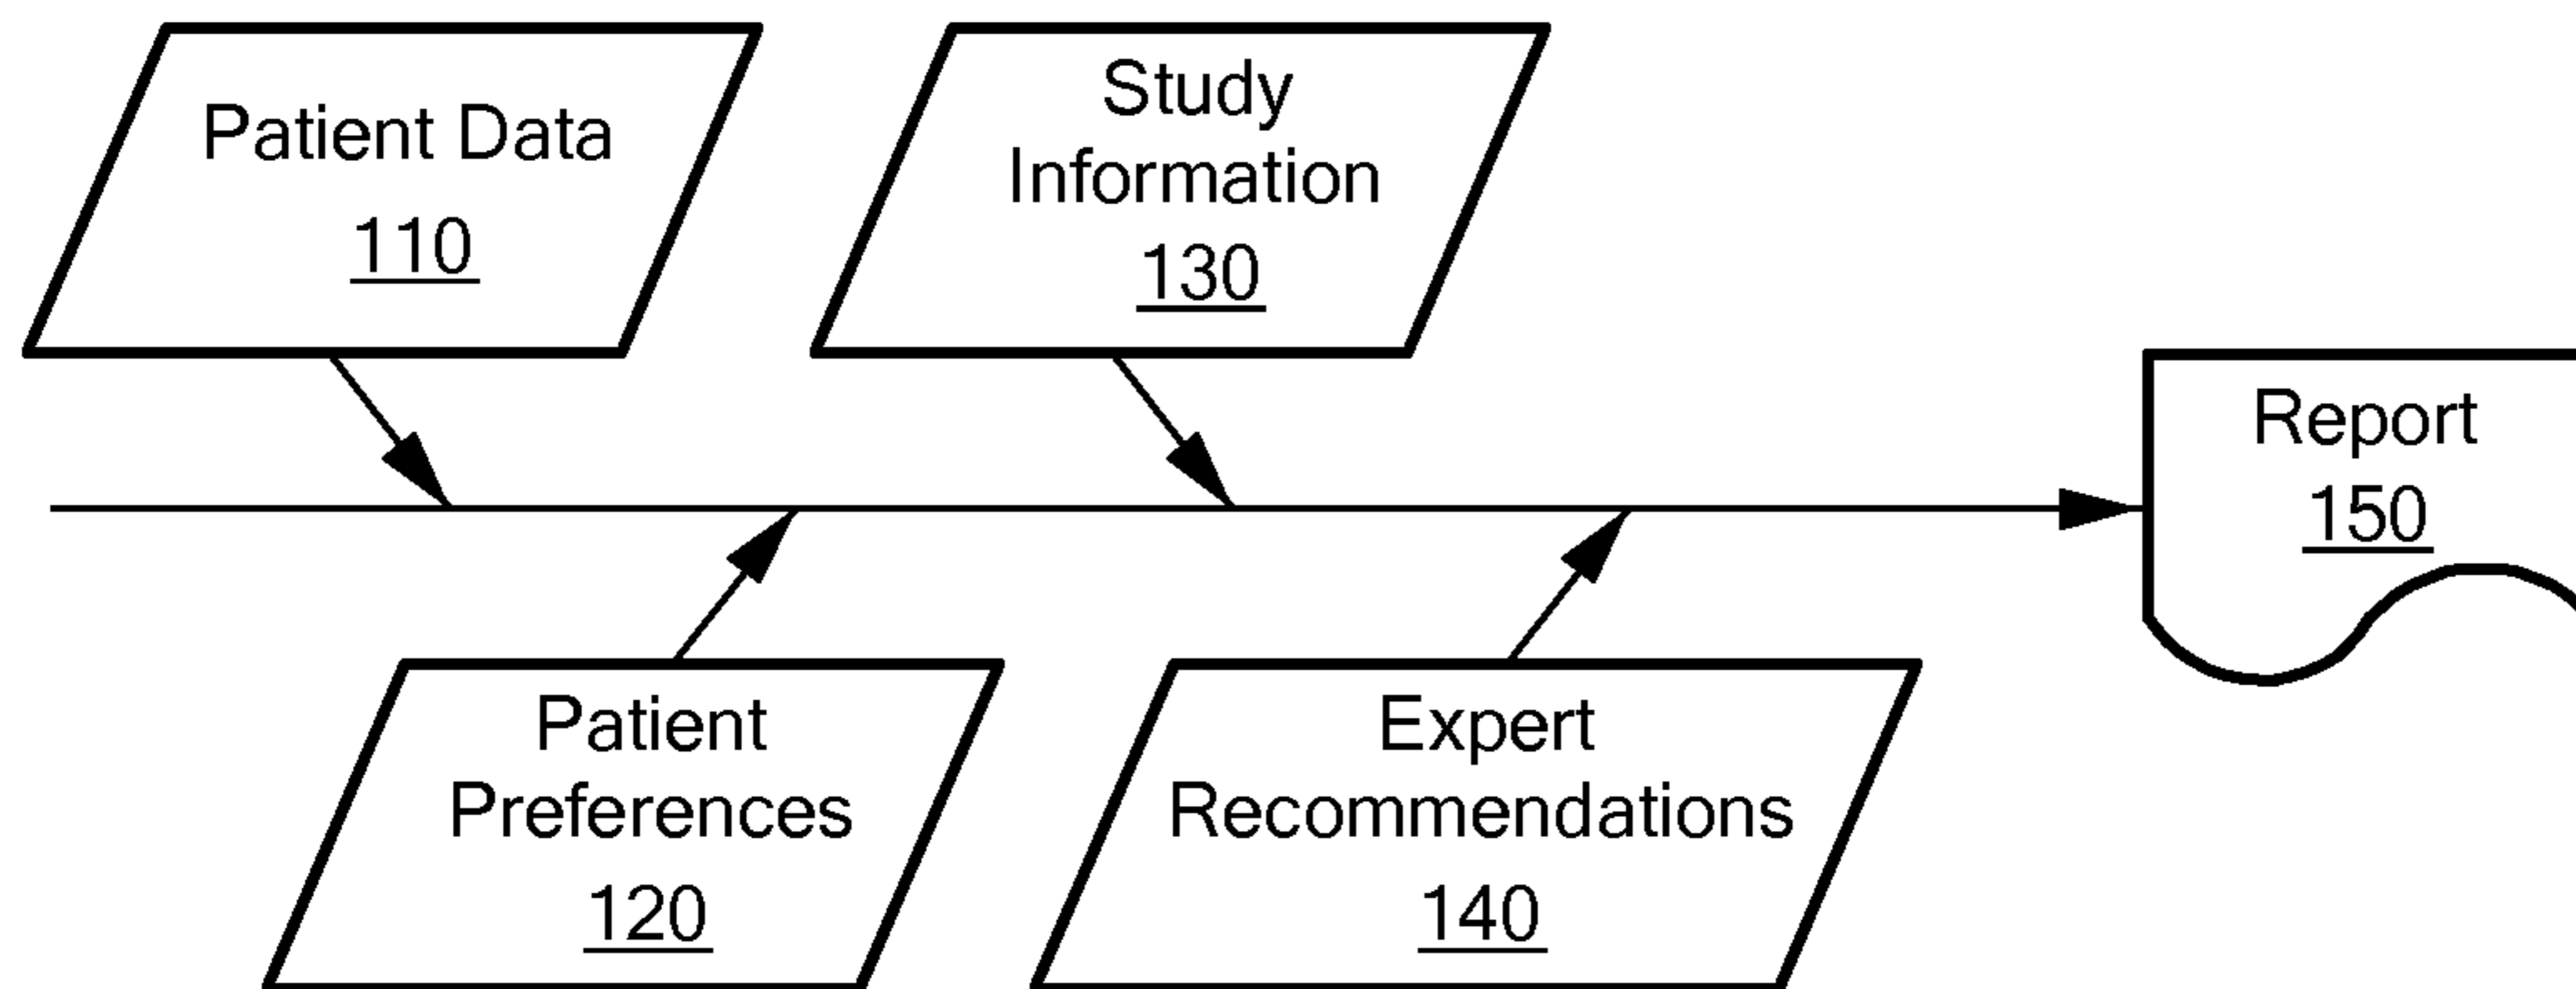 Patient Data
110
Study
Information
130
Report
150
Patient
Preferences
120
Expert
Recommendations
140